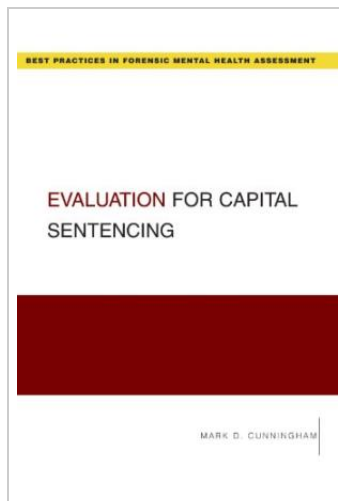 BEST PRACTICES IN FORENSIC MENTAL HEALTH ASSESSMENT
EVALUATION FOR CAPITAL
SENTENCING
MARK D. CUNNINGHAM